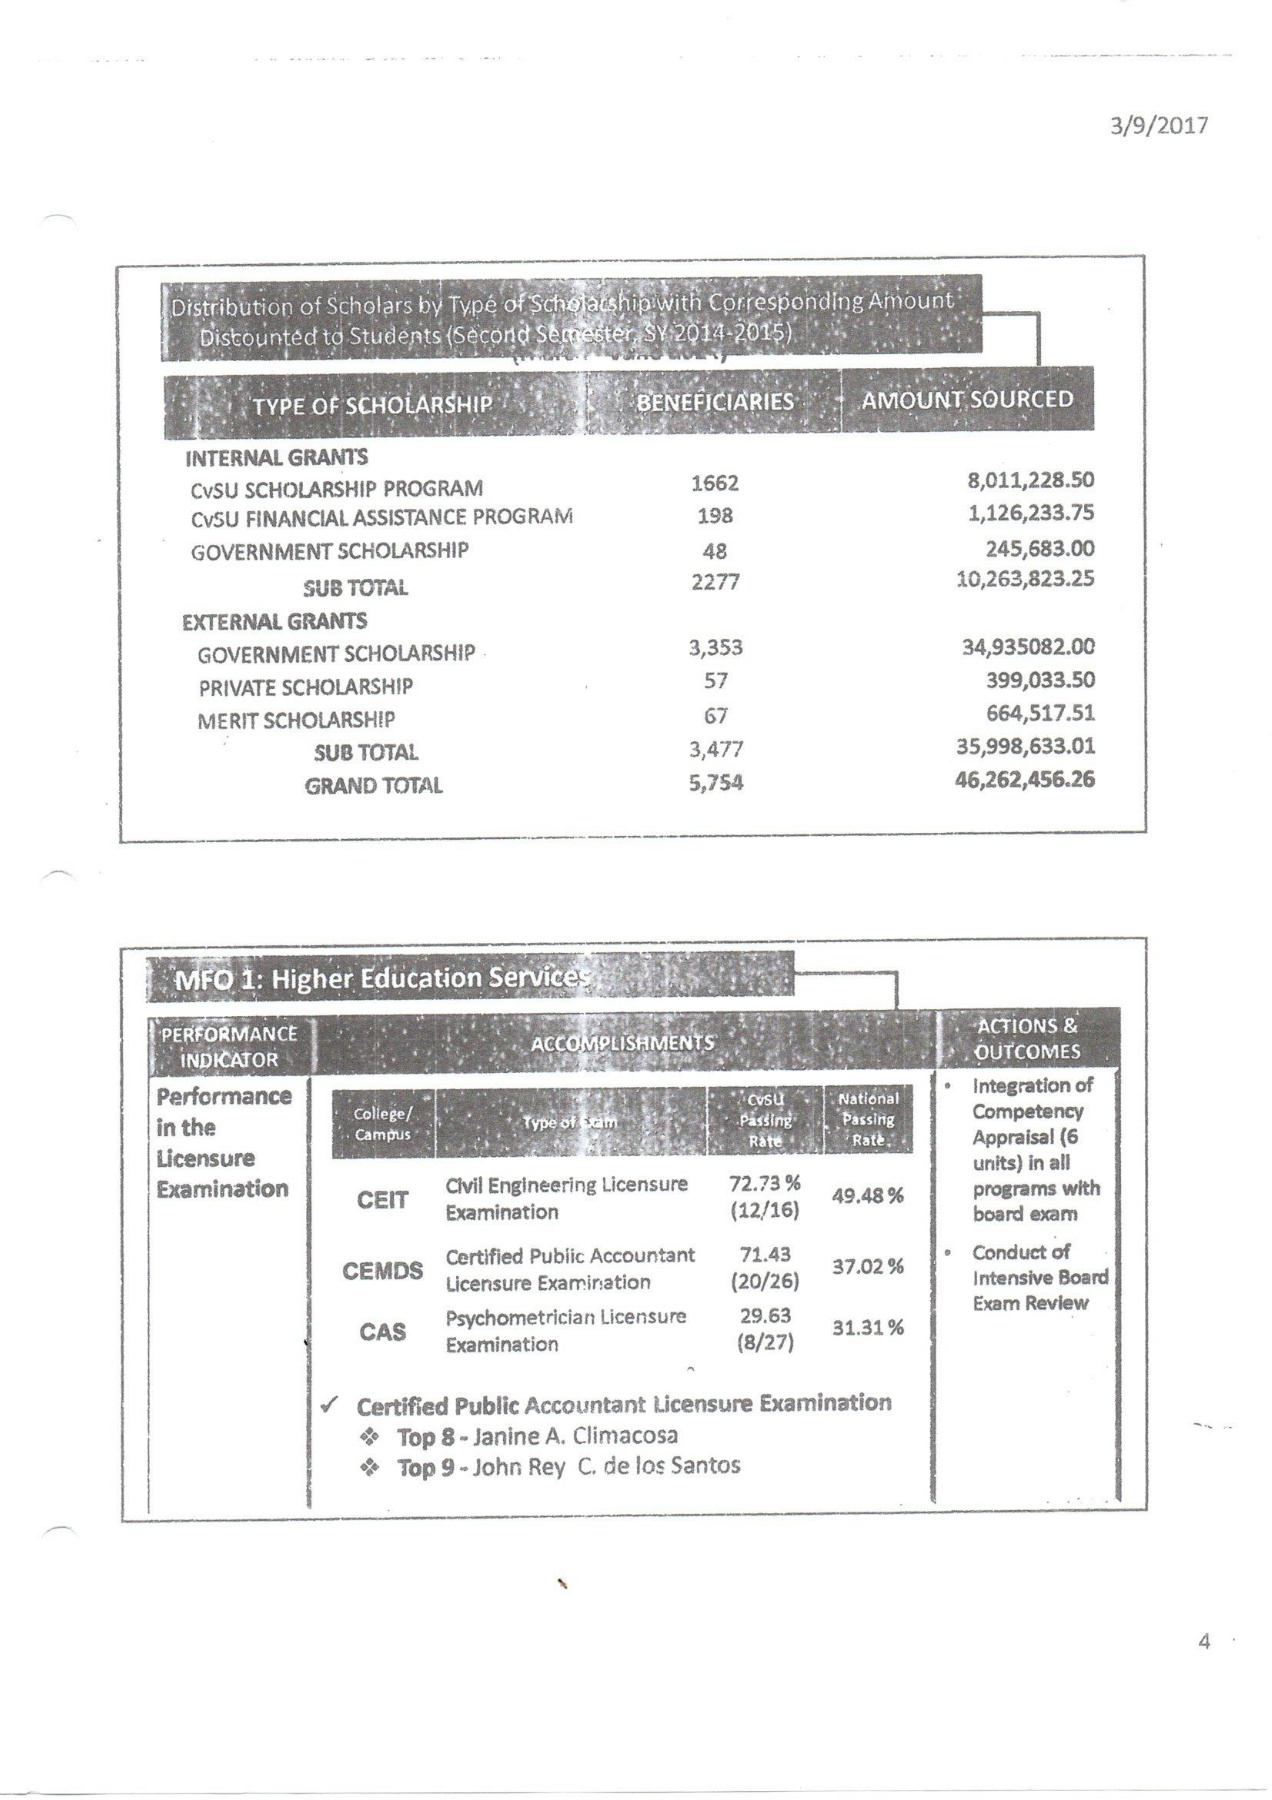 3/9/2017
Distribution of Scholars by Type of Scholarship with Corresponding Amount
Discounted to Students (Second Semester, SY 2014-2015)
TYPE OF SCHOLARSHIP BENEFICIARIES AMOUNT SOURCED
INTERNAL GRANTS
CvSU SCHOLARSHIP PROGRAM 1662 8,011,228.50
CvSU FINANCIAL ASSISTANCE PROGRAM 198 1,126,233.75
GOVERNMENT SCHOLARSHIP 48 245,683.00
SUB TOTAL 2277 10,263,823.25
EXTERNAL GRANTS
GOVERNMENT SCHOLARSHIP 3,353 34,935082.00
PRIVATE SCHOLARSHIP 57 399,033.50
MERIT SCHOLARSHIP 67 664,517.51
SUB TOTAL 3,477 35,998,633.01
GRAND TOTAL 5,754 46,262,456.26
MFO 1: Higher Education Services
PERFORMANCE
INDICATOR
ACCOMPLISHMENTS
ACTIONS &
OUTCOMES
Performance
in the
Licensure
Examination
College/
Campus
Type of Exam
CvSU
Passing
Rate
National
Passing
Rate
CEIT
Civil Engineering Licensure
Examination
72.73 %
(12/16)
49.48 %
CEMDS
Certified Public Accountant
Licensure Examination
71.43
(20/26)
37.02 %
CAS
Psychometrician Licensure
Examination
29.63
(8/27)
31.31 %
✓ Certified Public Accountant Licensure Examination
❖ Top 8 - Janine A. Climacosa
❖ Top 9 - John Rey C. de los Santos
• Integration of
Competency
Appraisal (6
units) in all
programs with
board exam
• Conduct of
Intensive Board
Exam Review
4